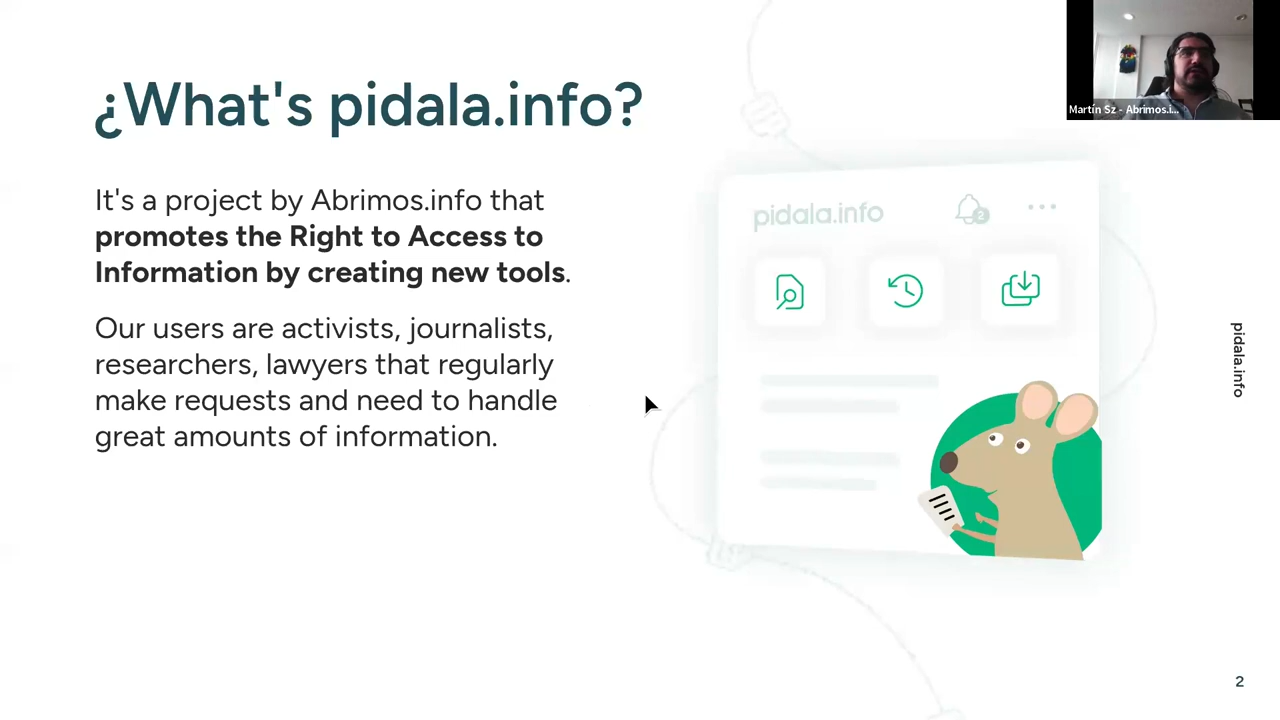 ¿What's pidala.info?
It's a project by Abrimos.info that
promotes the Right to Access to
Information by creating new tools.
Our users are activists, journalists,
researchers, lawyers that regularly
make requests and need to handle
great amounts of information.
pidala.info
2
Martín Sz - Abrimos.i...
pidala.info
2